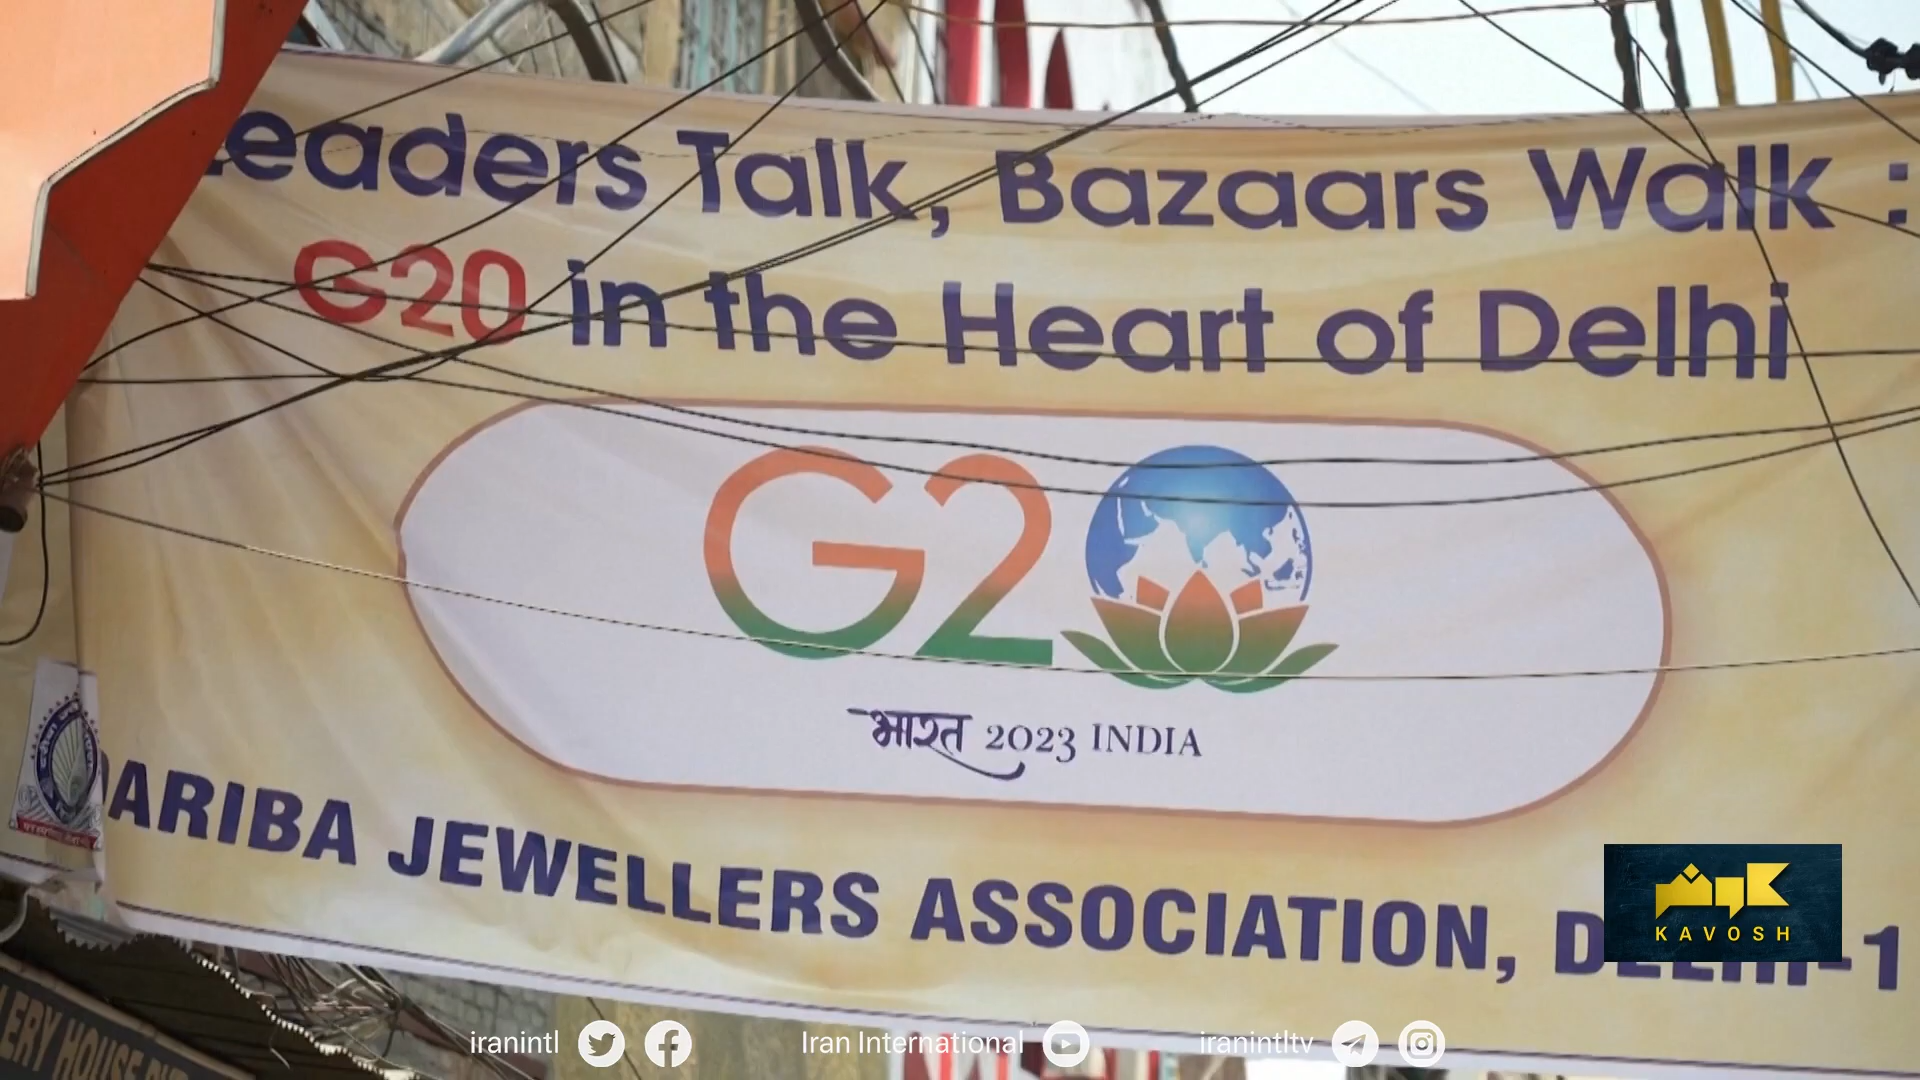 Leaders Talk, Bazaars Walk :
G20 in the Heart of Delhi
G20
भारत 2023 INDIA
DARIBA JEWELLERS ASSOCIATION, DELHI-1
کاوش
KAVOSH
iranintl
Iran International
iranintltv